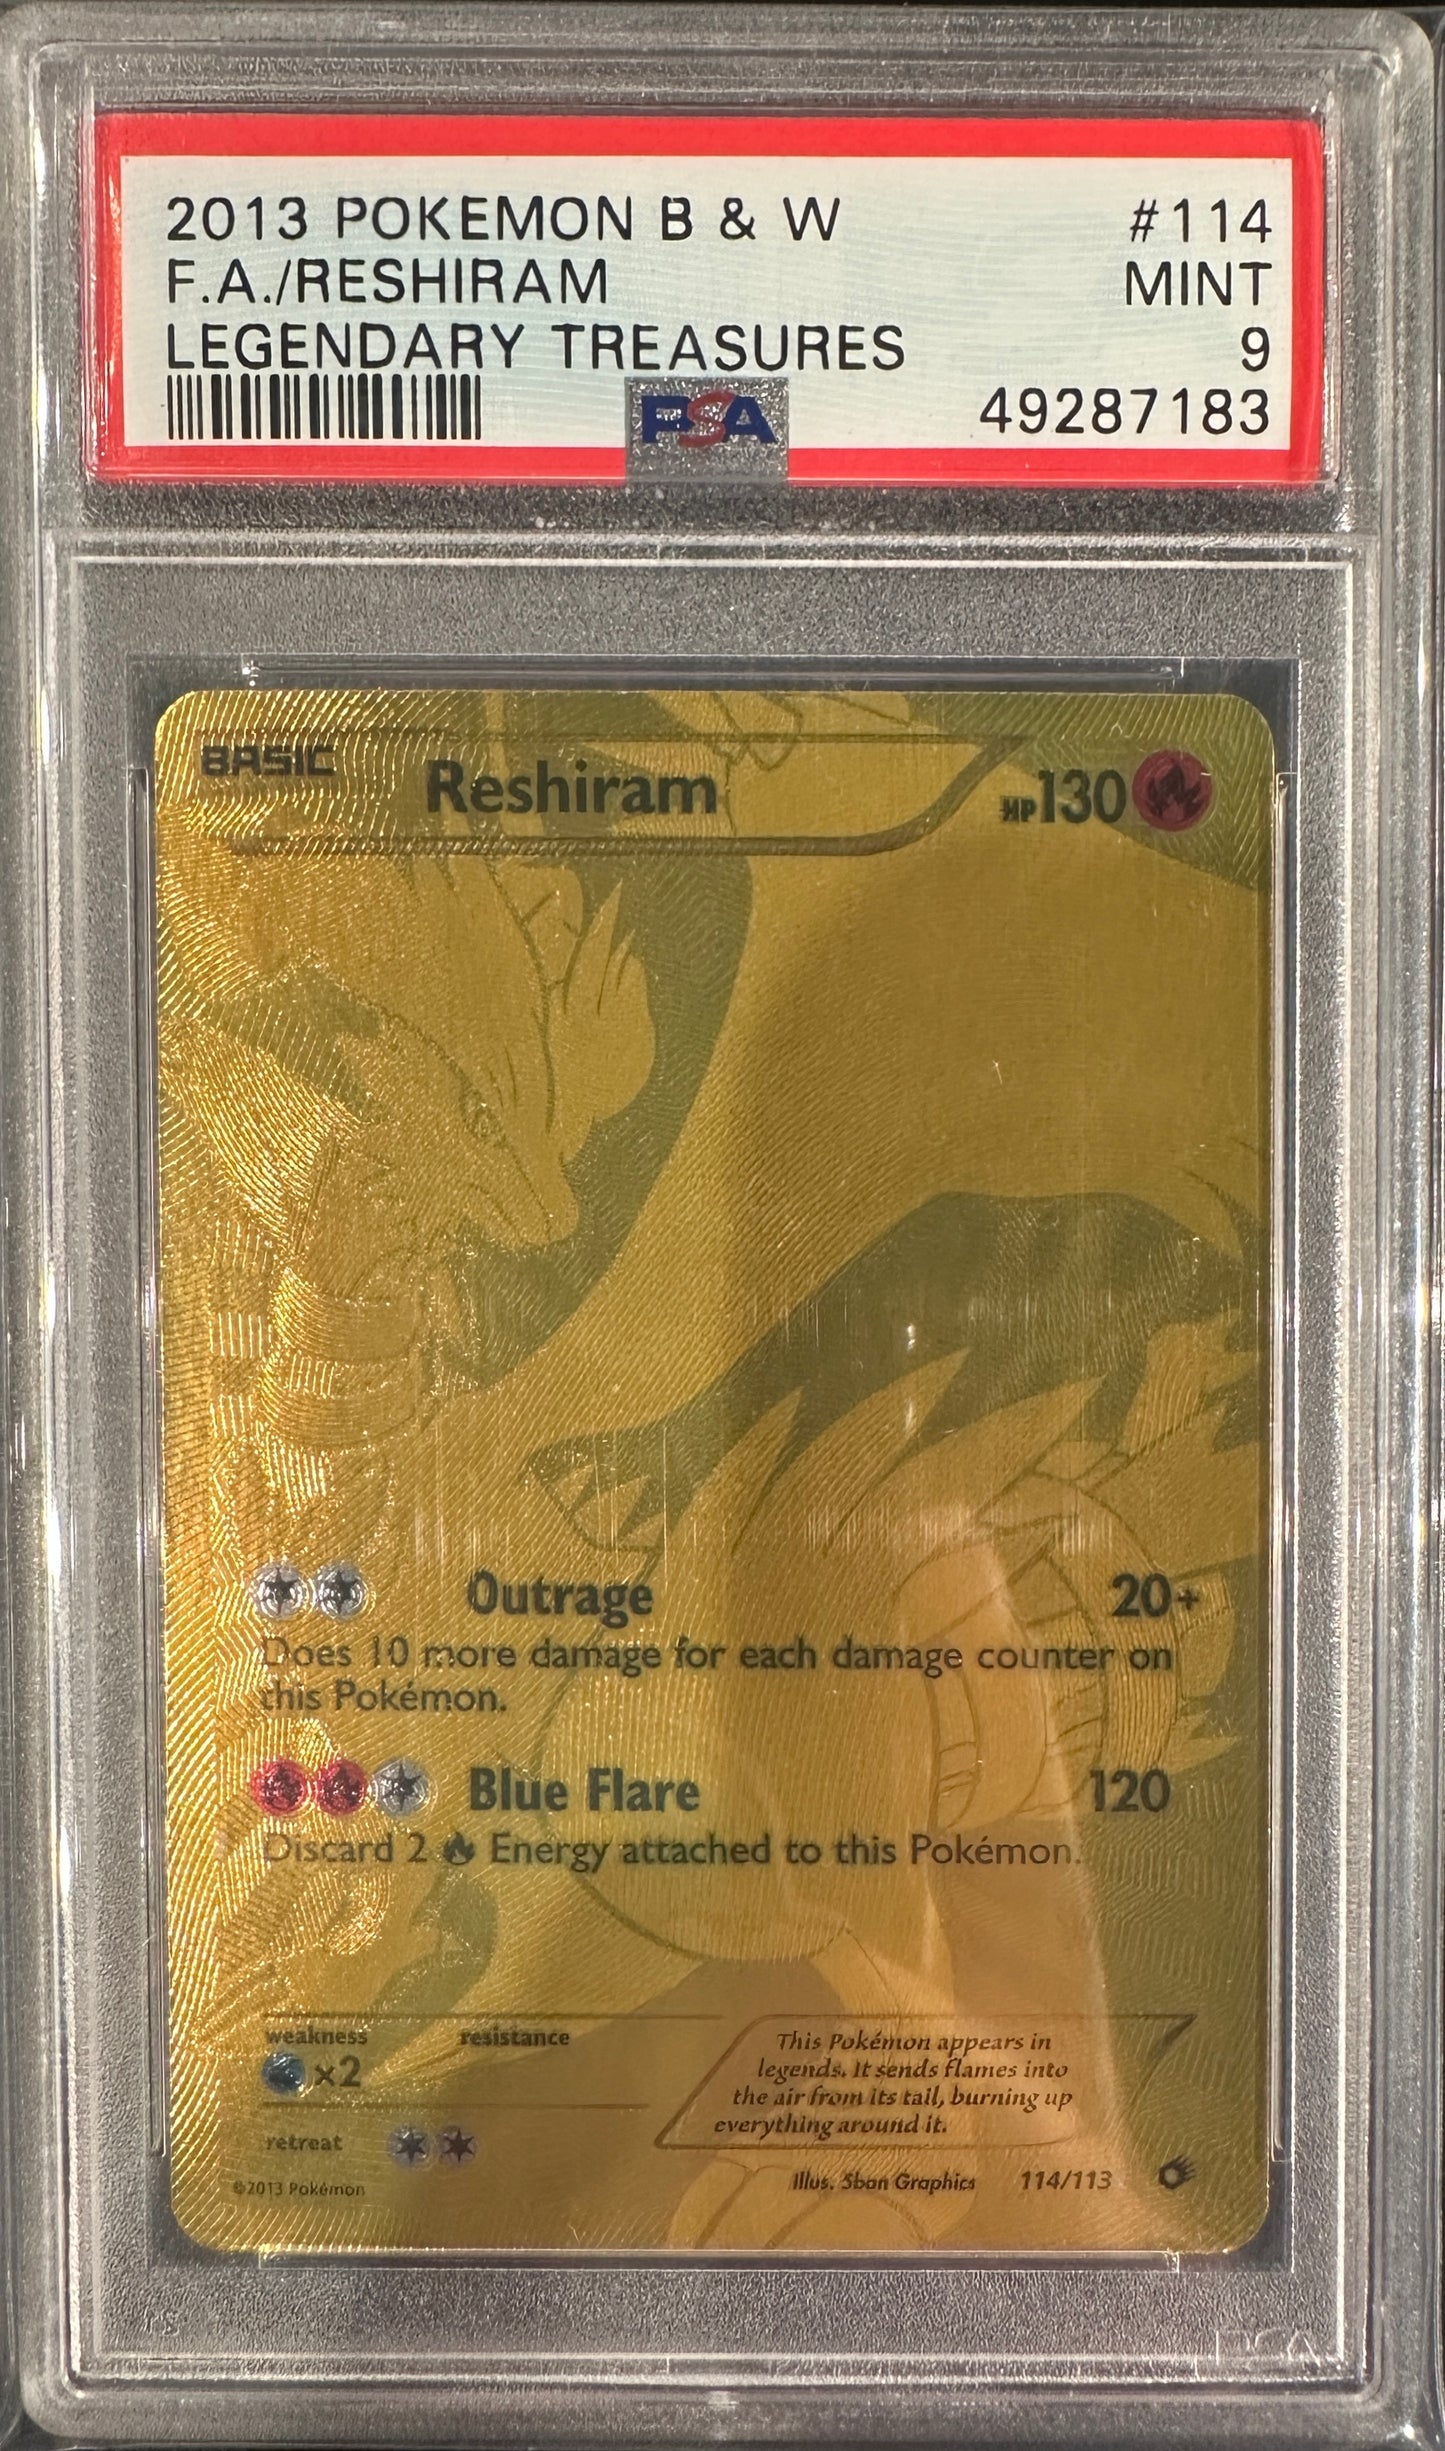 2013 POKEMON B & W #114
F.A./RESHIRAM MINT
LEGENDARY TREASURES 9
PSA 49287183
BASIC Reshiram HP130
Outrage 20+
Does 10 more damage for each damage counter on
this Pokémon.
Blue Flare 120
Discard 2 Energy attached to this Pokémon.
weakness resistance
×2
retreat
This Pokémon appears in
legends. It sends flames into
the air from its tail, burning up
everything around it.
©2013 Pokémon Illus. 5ban Graphics 114/113
PSA